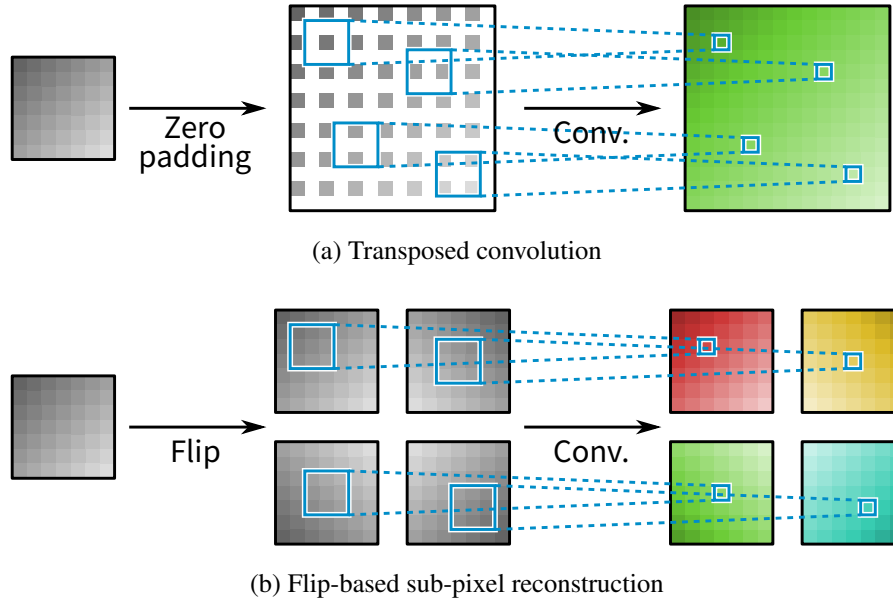 Zero
padding
Conv.
(a) Transposed convolution
Flip
Conv.
(b) Flip-based sub-pixel reconstruction